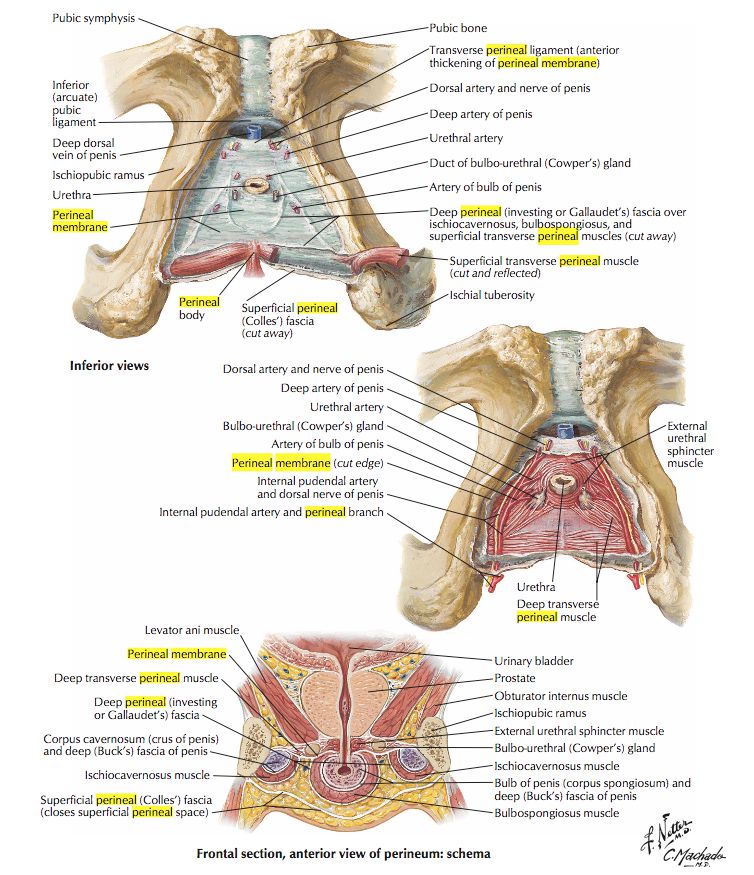 Pubic symphysis
Inferior
(arcuate)
pubic
ligament
Deep dorsal
vein of penis
Ischiopubic ramus
Urethra
Perineal
membrane
Perineal
body
Superficial perineal
(Colles’) fascia
(cut away)
Pubic bone
Transverse perineal ligament (anterior
thickening of perineal membrane)
Dorsal artery and nerve of penis
Deep artery of penis
Urethral artery
Duct of bulbo-urethral (Cowper’s) gland
Artery of bulb of penis
Deep perineal (investing or Gallaudet’s) fascia over
ischiocavernosus, bulbospongiosus, and
superficial transverse perineal muscles (cut away)
Superficial transverse perineal muscle
(cut and reflected)
Ischial tuberosity
Inferior views
Dorsal artery and nerve of penis
Deep artery of penis
Urethral artery
Bulbo-urethral (Cowper’s) gland
Artery of bulb of penis
Perineal membrane (cut edge)
Internal pudendal artery
and dorsal nerve of penis
Internal pudendal artery and perineal branch
External
urethral
sphincter
muscle
Urethra
Deep transverse
perineal muscle
Levator ani muscle
Perineal membrane
Deep transverse perineal muscle
Deep perineal (investing
or Gallaudet’s) fascia
Corpus cavernosum (crus of penis)
and deep (Buck’s) fascia of penis
Ischiocavernosus muscle
Superficial perineal (Colles’) fascia
(closes superficial perineal space)
Urinary bladder
Prostate
Obturator internus muscle
Ischiopubic ramus
External urethral sphincter muscle
Bulbo-urethral (Cowper’s) gland
Ischiocavernosus muscle
Bulb of penis (corpus spongiosum) and
deep (Buck’s) fascia of penis
Bulbospongiosus muscle
Frontal section, anterior view of perineum: schema
F. Netter
M.D.
C. Machado
M.D.